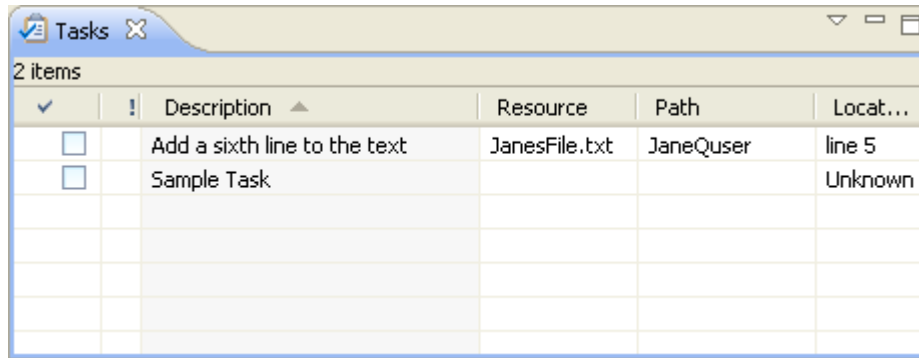 Tasks
2 items
! Description Resource Path Locat...
Add a sixth line to the text JanesFile.txt JaneQuser line 5
Sample Task Unknown